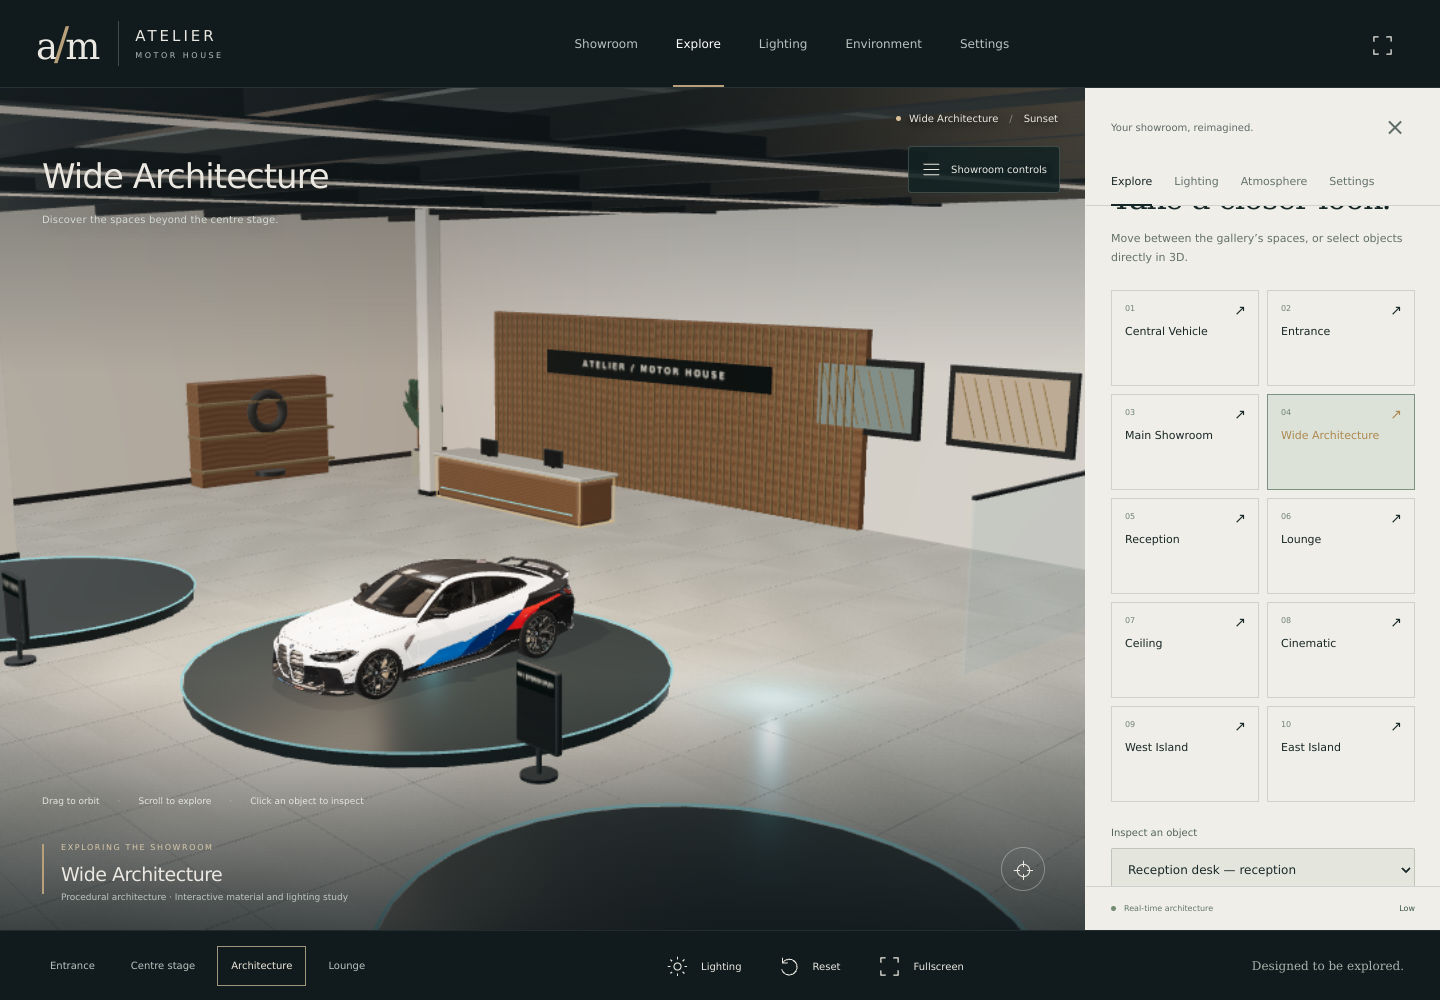 a/m
ATELIER
MOTOR HOUSE
Showroom
Explore
Lighting
Environment
Settings
Wide Architecture / Sunset
Showroom controls
Wide Architecture
Discover the spaces beyond the centre stage.
ATELIER / MOTOR HOUSE
Drag to orbit · Scroll to explore · Click an object to inspect
EXPLORING THE SHOWROOM
Wide Architecture
Procedural architecture · Interactive material and lighting study
Your showroom, reimagined.
Explore
Lighting
Atmosphere
Settings
Take a closer look.
Move between the gallery’s spaces, or select objects
directly in 3D.
01 ↗
Central Vehicle
02 ↗
Entrance
03 ↗
Main Showroom
04 ↗
Wide Architecture
05 ↗
Reception
06 ↗
Lounge
07 ↗
Ceiling
08 ↗
Cinematic
09 ↗
West Island
10 ↗
East Island
Inspect an object
Reception desk — reception
Real-time architecture
Low
Entrance
Centre stage
Architecture
Lounge
Lighting
Reset
Fullscreen
Designed to be explored.